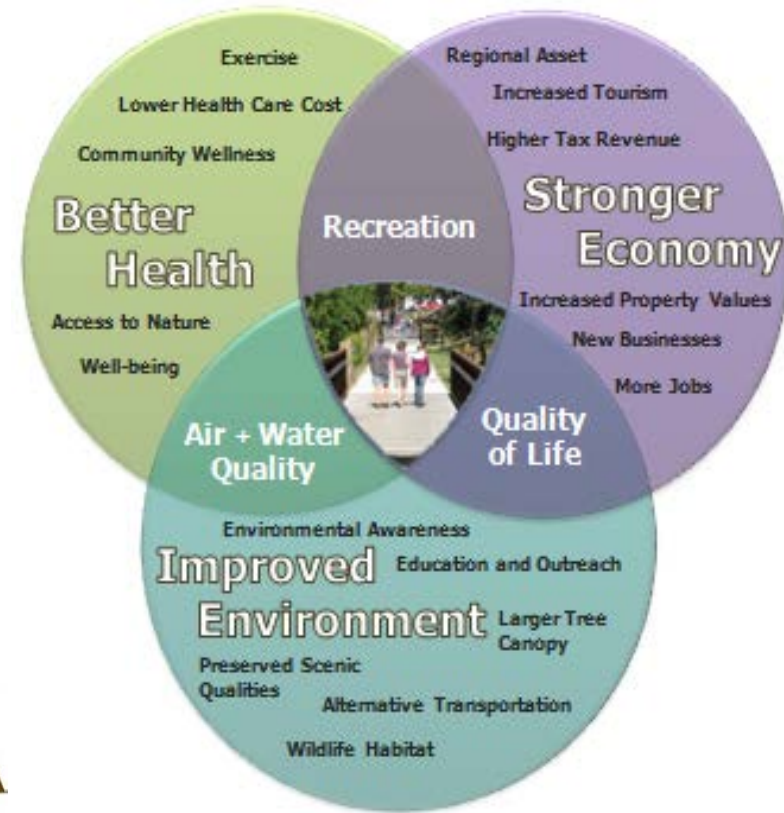 Exercise
Lower Health Care Cost
Community Wellness
Better
Health
Access to Nature
Well-being
Regional Asset
Increased Tourism
Higher Tax Revenue
Stronger
Economy
Increased Property Values
New Businesses
More Jobs
Recreation
Air + Water
Quality
Quality
of Life
Environmental Awareness
Improved
Environment
Education and Outreach
Larger Tree
Canopy
Preserved Scenic
Qualities
Alternative Transportation
Wildlife Habitat